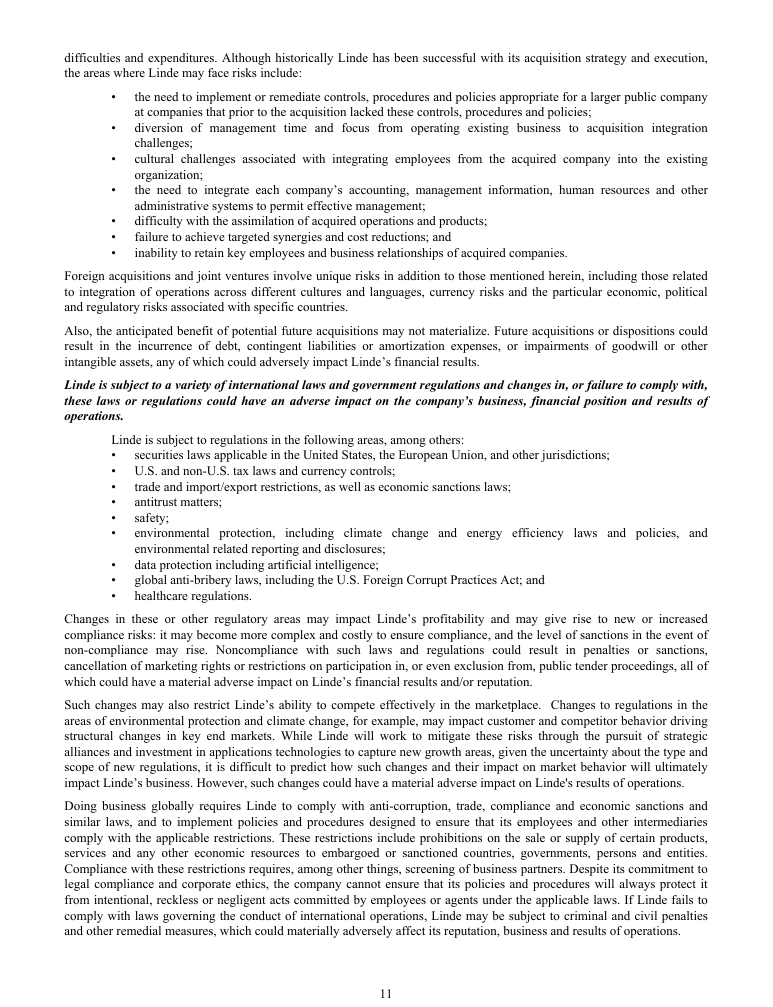 difficulties and expenditures. Although historically Linde has been successful with its acquisition strategy and execution,
the areas where Linde may face risks include:
• the need to implement or remediate controls, procedures and policies appropriate for a larger public company
at companies that prior to the acquisition lacked these controls, procedures and policies;
• diversion of management time and focus from operating existing business to acquisition integration
challenges;
• cultural challenges associated with integrating employees from the acquired company into the existing
organization;
• the need to integrate each company’s accounting, management information, human resources and other
administrative systems to permit effective management;
• difficulty with the assimilation of acquired operations and products;
• failure to achieve targeted synergies and cost reductions; and
• inability to retain key employees and business relationships of acquired companies.
Foreign acquisitions and joint ventures involve unique risks in addition to those mentioned herein, including those related
to integration of operations across different cultures and languages, currency risks and the particular economic, political
and regulatory risks associated with specific countries.
Also, the anticipated benefit of potential future acquisitions may not materialize. Future acquisitions or dispositions could
result in the incurrence of debt, contingent liabilities or amortization expenses, or impairments of goodwill or other
intangible assets, any of which could adversely impact Linde’s financial results.
Linde is subject to a variety of international laws and government regulations and changes in, or failure to comply with,
these laws or regulations could have an adverse impact on the company’s business, financial position and results of
operations.
Linde is subject to regulations in the following areas, among others:
• securities laws applicable in the United States, the European Union, and other jurisdictions;
• U.S. and non-U.S. tax laws and currency controls;
• trade and import/export restrictions, as well as economic sanctions laws;
• antitrust matters;
• safety;
• environmental protection, including climate change and energy efficiency laws and policies, and
environmental related reporting and disclosures;
• data protection including artificial intelligence;
• global anti-bribery laws, including the U.S. Foreign Corrupt Practices Act; and
• healthcare regulations.
Changes in these or other regulatory areas may impact Linde’s profitability and may give rise to new or increased
compliance risks: it may become more complex and costly to ensure compliance, and the level of sanctions in the event of
non-compliance may rise. Noncompliance with such laws and regulations could result in penalties or sanctions,
cancellation of marketing rights or restrictions on participation in, or even exclusion from, public tender proceedings, all of
which could have a material adverse impact on Linde’s financial results and/or reputation.
Such changes may also restrict Linde’s ability to compete effectively in the marketplace. Changes to regulations in the
areas of environmental protection and climate change, for example, may impact customer and competitor behavior driving
structural changes in key end markets. While Linde will work to mitigate these risks through the pursuit of strategic
alliances and investment in applications technologies to capture new growth areas, given the uncertainty about the type and
scope of new regulations, it is difficult to predict how such changes and their impact on market behavior will ultimately
impact Linde’s business. However, such changes could have a material adverse impact on Linde's results of operations.
Doing business globally requires Linde to comply with anti-corruption, trade, compliance and economic sanctions and
similar laws, and to implement policies and procedures designed to ensure that its employees and other intermediaries
comply with the applicable restrictions. These restrictions include prohibitions on the sale or supply of certain products,
services and any other economic resources to embargoed or sanctioned countries, governments, persons and entities.
Compliance with these restrictions requires, among other things, screening of business partners. Despite its commitment to
legal compliance and corporate ethics, the company cannot ensure that its policies and procedures will always protect it
from intentional, reckless or negligent acts committed by employees or agents under the applicable laws. If Linde fails to
comply with laws governing the conduct of international operations, Linde may be subject to criminal and civil penalties
and other remedial measures, which could materially adversely affect its reputation, business and results of operations.
11